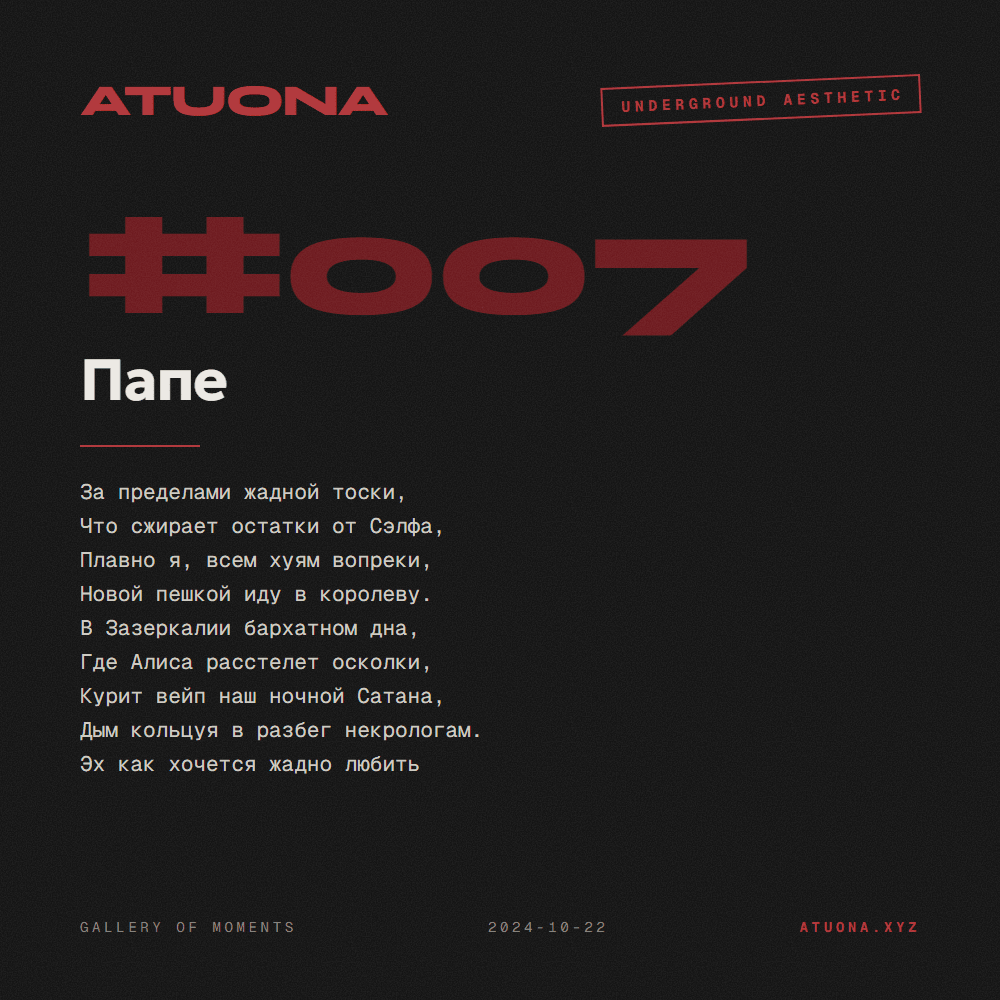 ATUONA
UNDERGROUND AESTHETIC
#007
Папе
За пределами жадной тоски,
Что сжирает остатки от Сэлфа,
Плавно я, всем хуям вопреки,
Новой пешкой иду в королеву.
В Зазеркалии бархатном дна,
Где Алиса расстелет осколки,
Курит вейп наш ночной Сатана,
Дым кольцуя в разбег некрологам.
Эх как хочется жадно любить
GALLERY OF MOMENTS
2024-10-22
ATUONA.XYZ